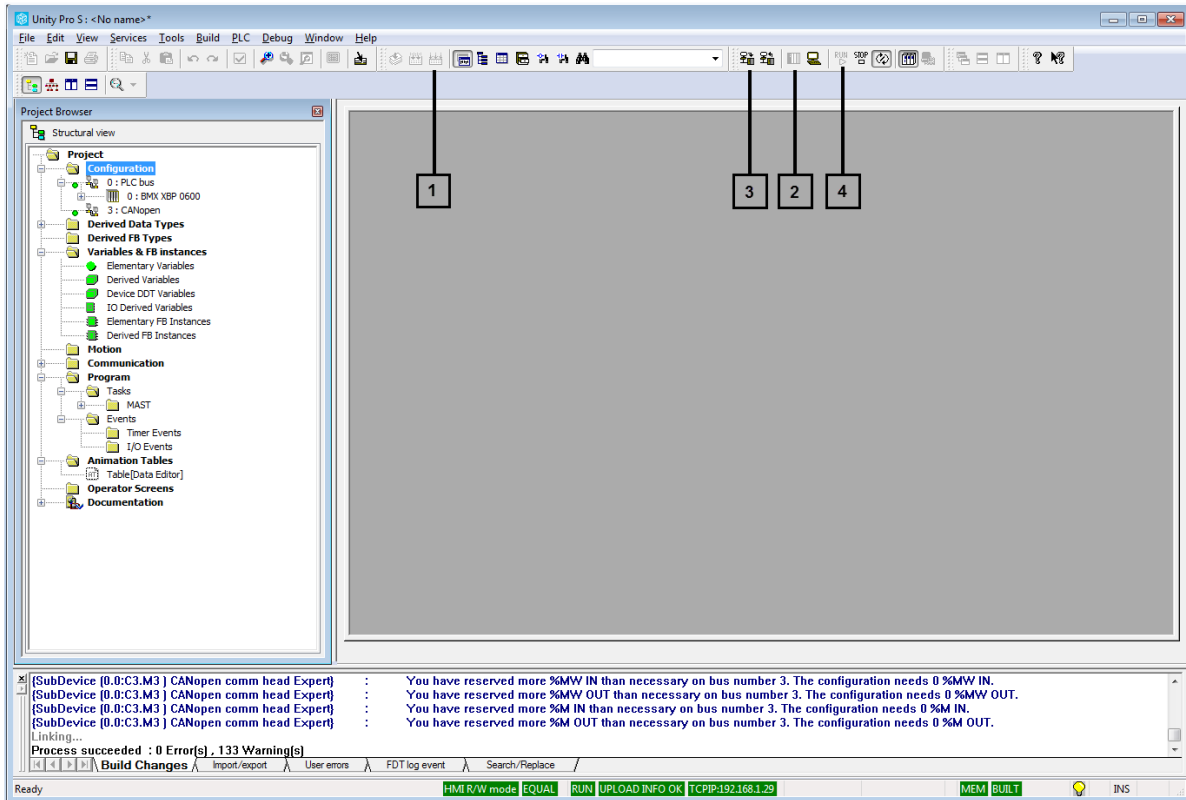 Unity Pro S : <No name>*
File Edit View Services Tools Build PLC Debug Window Help
RUN STOP
Project Browser
Structural view
Project
Configuration
0 : PLC bus
0 : BMX XBP 0600
3 : CANopen
Derived Data Types
Derived FB Types
Variables & FB instances
Elementary Variables
Derived Variables
Device DDT Variables
IO Derived Variables
Elementary FB Instances
Derived FB Instances
Motion
Communication
Program
Tasks
MAST
Events
Timer Events
I/O Events
Animation Tables
Table[Data Editor]
Operator Screens
Documentation
1 3 2 4
{SubDevice (0.0:C3.M3 ) CANopen comm head Expert} : You have reserved more %MW IN than necessary on bus number 3. The configuration needs 0 %MW IN.
{SubDevice (0.0:C3.M3 ) CANopen comm head Expert} : You have reserved more %MW OUT than necessary on bus number 3. The configuration needs 0 %MW OUT.
{SubDevice (0.0:C3.M3 ) CANopen comm head Expert} : You have reserved more %M IN than necessary on bus number 3. The configuration needs 0 %M IN.
{SubDevice (0.0:C3.M3 ) CANopen comm head Expert} : You have reserved more %M OUT than necessary on bus number 3. The configuration needs 0 %M OUT.
Linking...
Process succeeded : 0 Error(s) , 133 Warning(s)
Build Changes Import/export User errors FDT log event Search/Replace
Ready HMI R/W mode EQUAL RUN UPLOAD INFO OK TCPIP:192.168.1.29 MEM BUILT INS